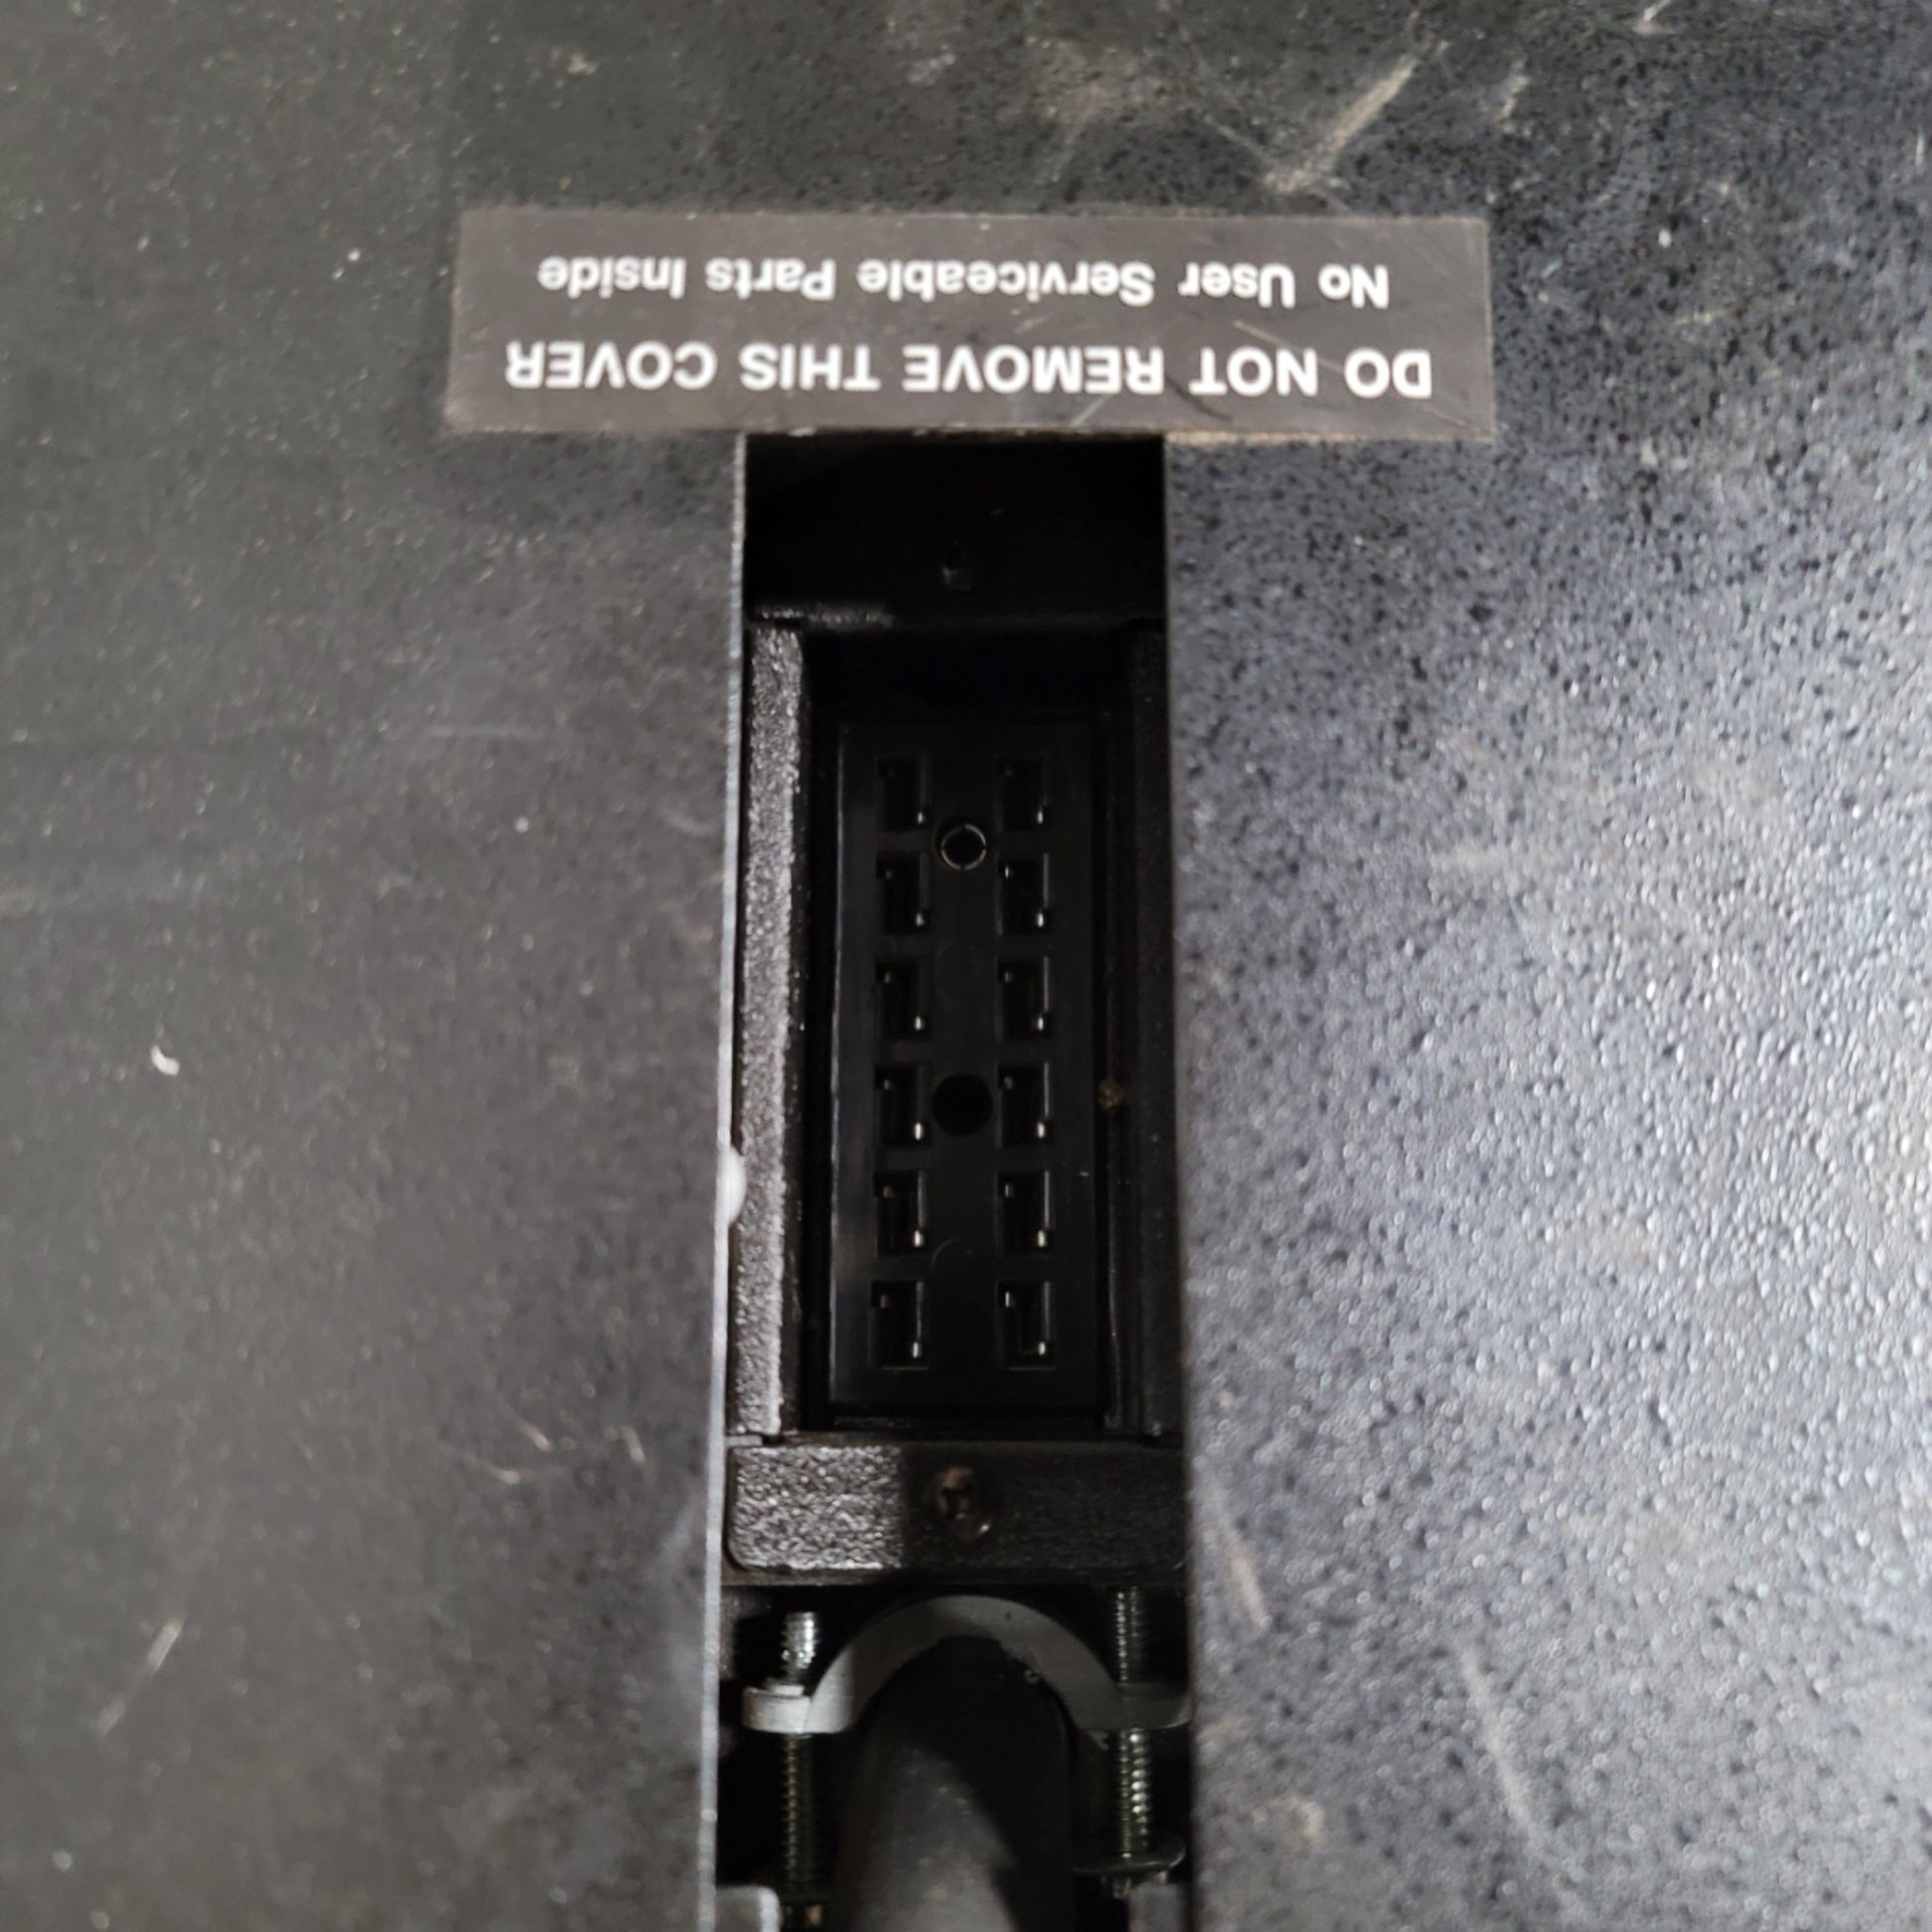 DO NOT REMOVE THIS COVER
No User Serviceable Parts Inside